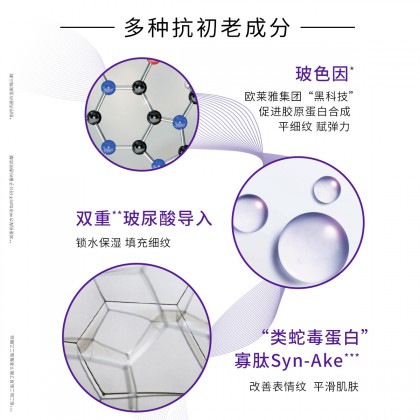 多种抗初老成分
玻色因*
欧莱雅集团“黑科技”
促进胶原蛋白合成
平细纹 赋弹力
双重**玻尿酸导入
锁水保湿 填充细纹
“类蛇毒蛋白”
寡肽Syn-Ake***
改善表情纹 平滑肌肤